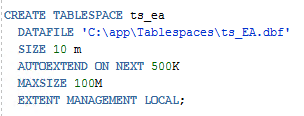 CREATE TABLESPACE ts_ea
DATAFILE 'C:\app\Tablespaces\ts_EA.dbf'
SIZE 10 m
AUTOEXTEND ON NEXT 500K
MAXSIZE 100M
EXTENT MANAGEMENT LOCAL;